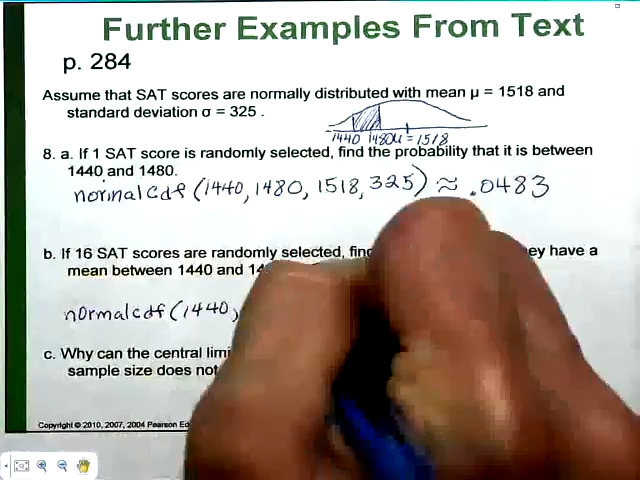 Further Examples From Text
p. 284
Assume that SAT scores are normally distributed with mean μ = 1518 and
standard deviation σ = 325 .
1440 1480 μ = 1518
8. a. If 1 SAT score is randomly selected, find the probability that it is between
1440 and 1480.
normalcdf (1440, 1480, 1518, 325) ≈ .0483
b. If 16 SAT scores are randomly selected, find ey have a
mean between 1440 and
normalcdf (1440,
c. Why can the central
sample size does not
Copyright © 2010, 2007, 2004 Pearson